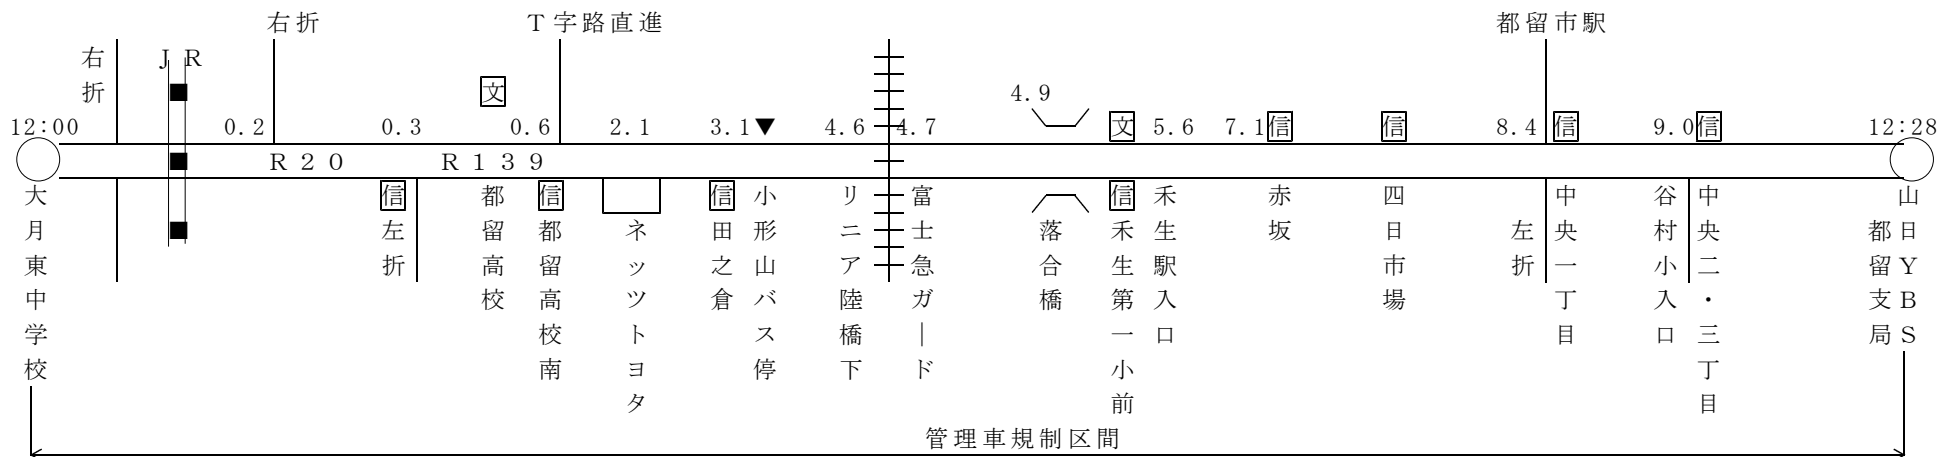 右折
T字路直進
都留市駅
右折
JR
文
4.9
12:00
0.2
0.3
0.6
2.1
3.1▼
4.6
4.7
文
5.6
7.1
信
信
8.4
信
9.0
信
12:28
R20
R139
大月東中学校
信
左折
都留高校
信
都留高校南
ネッツトヨタ
信
田之倉
小形山バス停
リニア陸橋下
富士急ガード
落合橋
信
禾生第一小前
禾生駅入口
赤坂
四日市場
左折
中央一丁目
谷村小入口
中央二・三丁目
山日YBS
都留支局
管理車規制区間